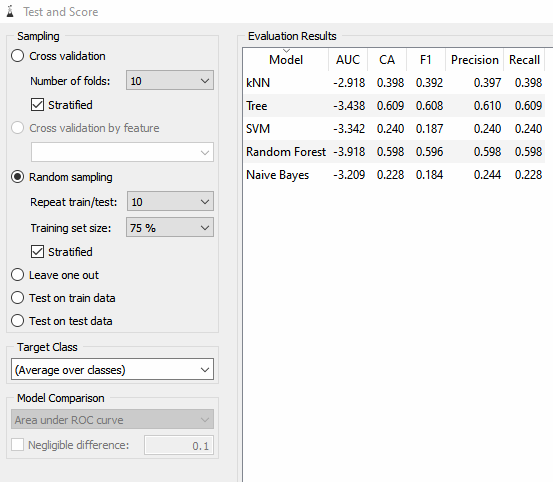 Test and Score
Sampling
Cross validation
Number of folds: 10
Stratified
Cross validation by feature
Random sampling
Repeat train/test: 10
Training set size: 75 %
Stratified
Leave one out
Test on train data
Test on test data
Target Class
(Average over classes)
Model Comparison
Area under ROC curve
Negligible difference: 0.1
Evaluation Results
Model AUC CA F1 Precision Recall
kNN -2.918 0.398 0.392 0.397 0.398
Tree -3.438 0.609 0.608 0.610 0.609
SVM -3.342 0.240 0.187 0.240 0.240
Random Forest -3.918 0.598 0.596 0.598 0.598
Naive Bayes -3.209 0.228 0.184 0.244 0.228